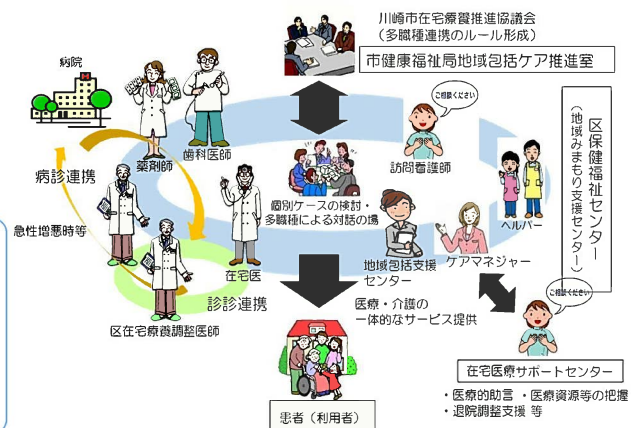 川崎市在宅療養推進協議会
（多職種連携のルール形成）
市健康福祉局地域包括ケア推進室
病院
薬剤師
歯科医師
ご相談ください
訪問看護師
病診連携
個別ケースの検討・
多職種による対話の場
ヘルパー
区保健福祉センター
（地域みまもり支援センター）
急性増悪時等
在宅医
地域包括支援
センター
ケアマネジャー
診診連携
区在宅療養調整医師
医療・介護の
一体的なサービス提供
ご相談ください
在宅医療サポートセンター
・医療的助言 ・医療資源等の把握
・退院調整支援 等
患者（利用者）